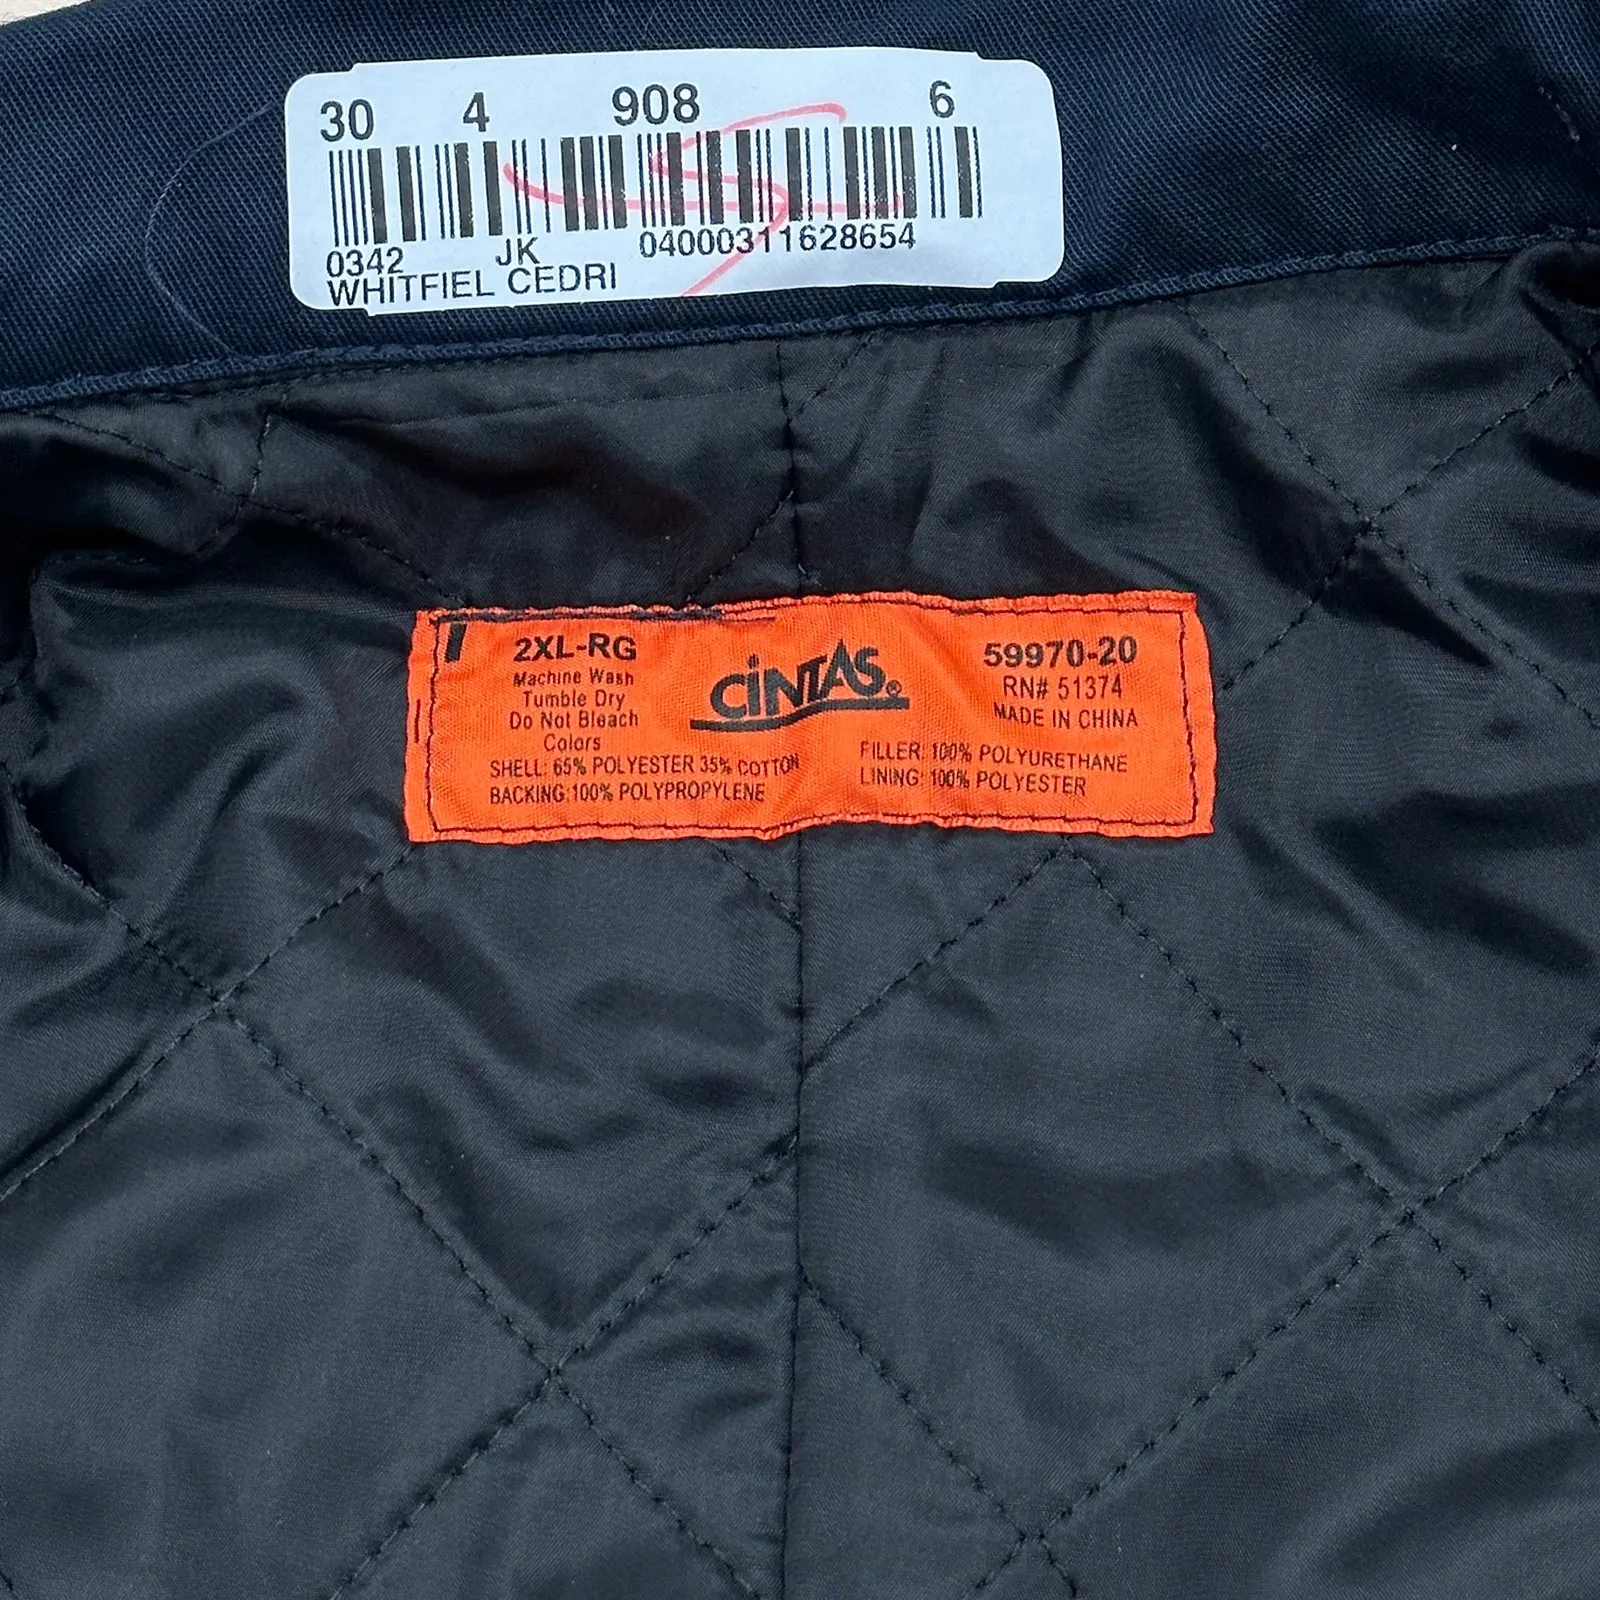 30 4 908 6
0342 JK 04000311628654
WHITFIEL CEDRI
2XL-RG
Machine Wash
Tumble Dry
Do Not Bleach
Colors
SHELL: 65% POLYESTER 35% COTTON
BACKING:100% POLYPROPYLENE
CINTAS®
59970-20
RN# 51374
MADE IN CHINA
FILLER: 100% POLYURETHANE
LINING: 100% POLYESTER